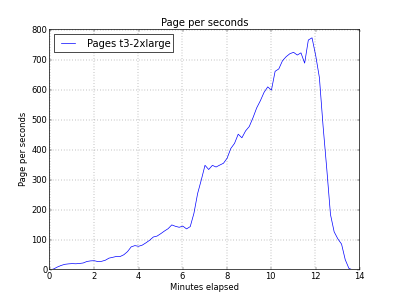 Page per seconds
800
700
600
500
400
300
200
100
0
Page per seconds
Pages t3-2xlarge
0 2 4 6 8 10 12 14
Minutes elapsed